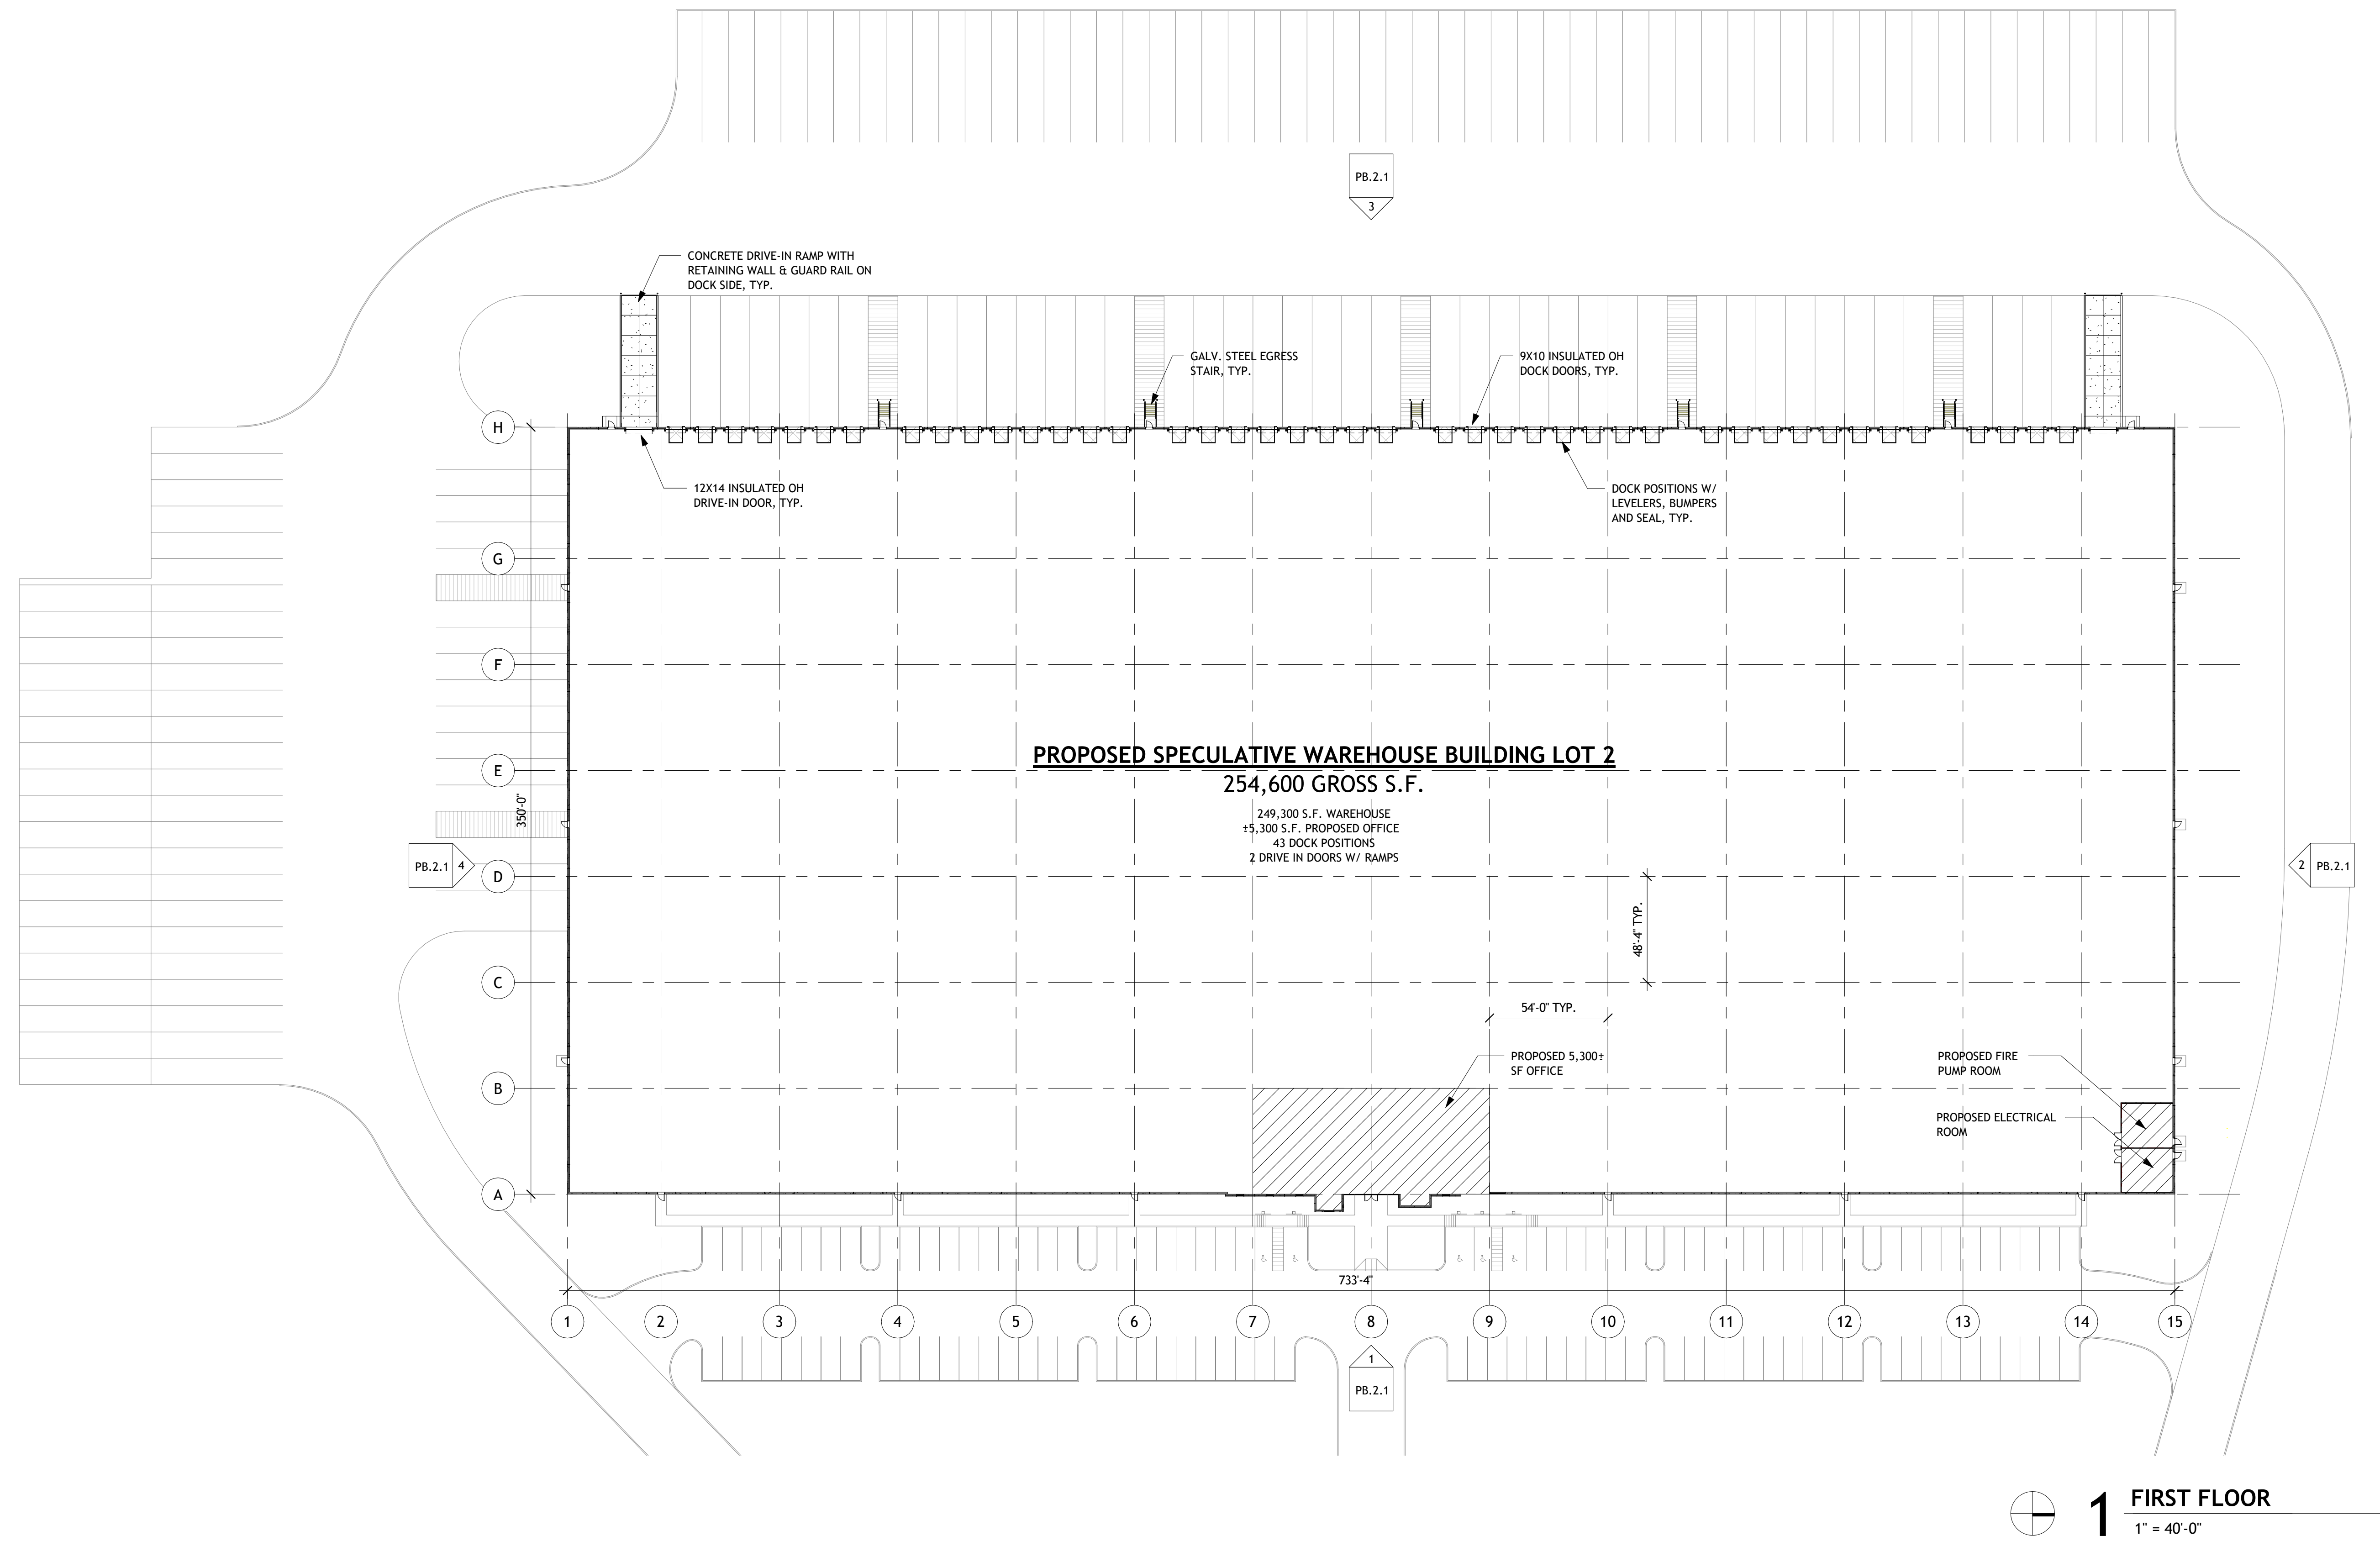 PB.2.1
3
CONCRETE DRIVE-IN RAMP WITH
RETAINING WALL & GUARD RAIL ON
DOCK SIDE, TYP.
GALV. STEEL EGRESS
STAIR, TYP.
9X10 INSULATED OH
DOCK DOORS, TYP.
H
12X14 INSULATED OH
DRIVE-IN DOOR, TYP.
DOCK POSITIONS W/
LEVELERS, BUMPERS
AND SEAL, TYP.
G
F
E
350'-0"
PROPOSED SPECULATIVE WAREHOUSE BUILDING LOT 2
254,600 GROSS S.F.
249,300 S.F. WAREHOUSE
±5,300 S.F. PROPOSED OFFICE
43 DOCK POSITIONS
2 DRIVE IN DOORS W/ RAMPS
PB.2.1 4
2 PB.2.1
D
48'-4" TYP.
C
54'-0" TYP.
PROPOSED 5,300±
SF OFFICE
PROPOSED FIRE
PUMP ROOM
B
PROPOSED ELECTRICAL
ROOM
A
733'-4"
1 2 3 4 5 6 7 8 9 10 11 12 13 14 15
1
PB.2.1
1 FIRST FLOOR
1" = 40'-0"